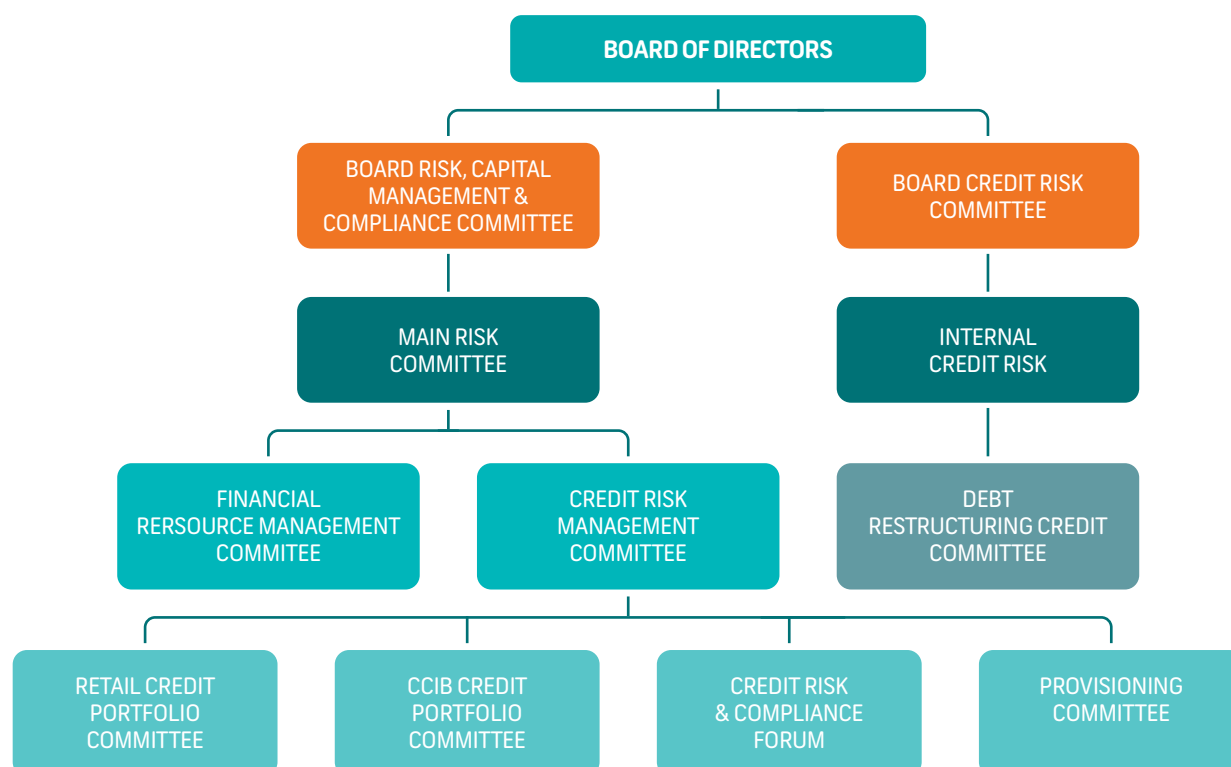 BOARD OF DIRECTORS
BOARD RISK, CAPITAL
MANAGEMENT &
COMPLIANCE COMMITTEE
BOARD CREDIT RISK
COMMITTEE
MAIN RISK
COMMITTEE
INTERNAL
CREDIT RISK
FINANCIAL
RERSOURCE MANAGEMENT
COMMITEE
CREDIT RISK
MANAGEMENT
COMMITTEE
DEBT
RESTRUCTURING CREDIT
COMMITTEE
RETAIL CREDIT
PORTFOLIO
COMMITTEE
CCIB CREDIT
PORTFOLIO
COMMITTEE
CREDIT RISK
& COMPLIANCE
FORUM
PROVISIONING
COMMITTEE